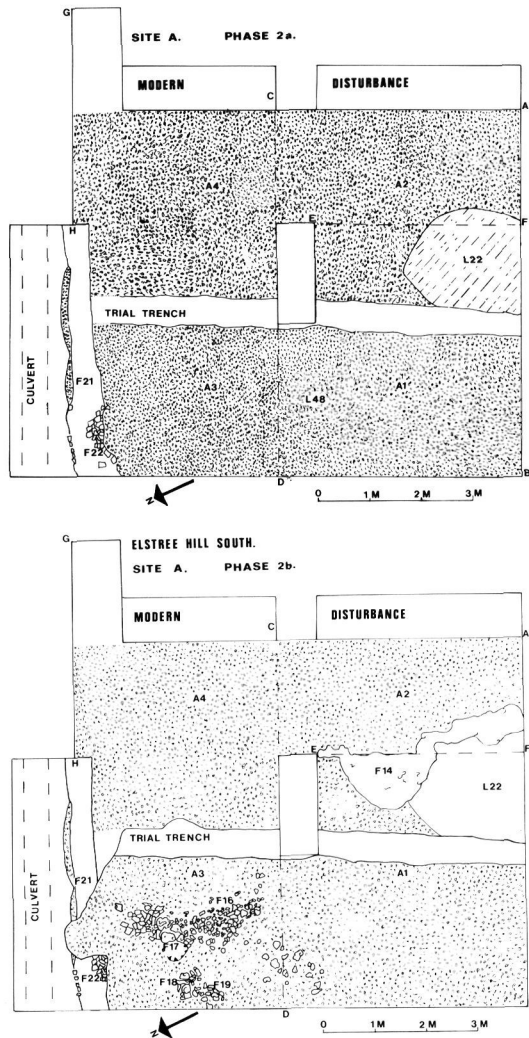 G
SITE A. PHASE 2a.
MODERN
DISTURBANCE
C
A
A4
A2
H
E
F
L22
TRIAL TRENCH
CULVERT
F21
A3
L48
A1
F22
D
B
N
0 1 M 2 M 3 M
G
ELSTREE HILL SOUTH.
SITE A. PHASE 2b.
MODERN
DISTURBANCE
C
A
A4
A2
H
E
F
F14
L22
TRIAL TRENCH
CULVERT
F21
A3
A1
F16
F17
F18
F19
F22
D
N
0 1 M 2 M 3 M